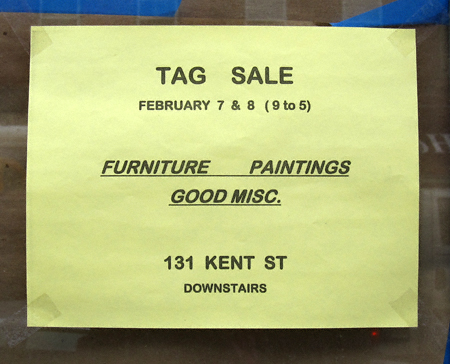 TAG SALE
FEBRUARY 7 & 8 ( 9 to 5)
FURNITURE PAINTINGS
GOOD MISC.
131 KENT ST
DOWNSTAIRS